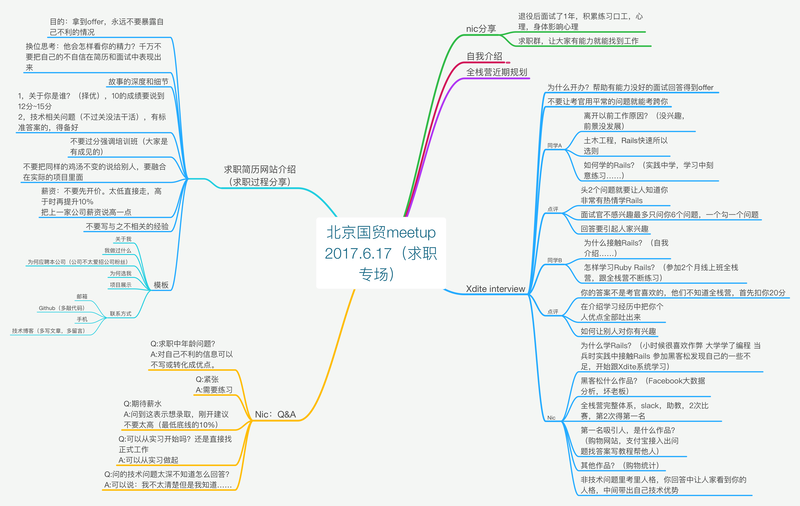 北京国贸meetup
2017.6.17（求职
专场）
nic分享
退役后面试了1年，积累练习口工，心
理，身体影响心理
求职群，让大家有能力就能找到工作
自我介绍
全栈营近期规划
Xdite interview
为什么开办？帮助有能力没好的面试回答得到offer
不要让考官用平常的问题就能考跨你
同学A
离开以前工作原因？（没兴趣，
前景没发展）
土木工程，Rails快速所以
选则
如何学的Rails？（实践中学，学习中刻
意练习......）
点评
头2个问题就要让人知道你
非常有热情学Rails
面试官不感兴趣最多只问你6个问题，一个勾一个问题
回答要引起人家兴趣
同学B
为什么接触Rails？（自我
介绍......）
怎样学习Ruby Rails？（参加2个月线上班全栈
营，跟全栈营不断练习）
点评
你的答案不是考官喜欢的，他们不知道全栈营，首先扣你20分
在介绍学习经历中把你个
人优点全部吐出来
如何让别人对你有兴趣
Nic
为什么学Rails？（小时候很喜欢作弊 大学学了编程 当
兵时实践中接触Rails 参加黑客松发现自己的一些不
足，开始跟Xdite系统学习）
黑客松什么作品？（Facebook大数据
分析，坏老板）
全栈营完整体系，slack，助教，2次比
赛，第2次得第一名
第一名吸引人，是什么作品？
（购物网站，支付宝接入出问
题找答案写教程帮他人）
其他作品？（购物统计）
非技术问题里考里人格，你回答中让人家看到你的
人格，中间带出自己技术优势
求职简历网站介绍
（求职过程分享）
目的：拿到offer，永远不要暴露自
己不利的情况
换位思考：他会怎样看你的精力？千万不
要把自己的不自信在简历和面试中表现出
来
故事的深度和细节
1，关于你是谁？（择优），10的成绩要说到
12分~15分
2，技术相关问题（不过关没法干活），有标
准答案的，得备好
不要过分强调培训班（大家是
有成见的）
不要把同样的鸡汤不变的说给别人，要融合
在实际的项目里面
薪资：不要先开价。太低直接走，高
于时再提升10%
把上一家公司薪资说高一点
不要写与之不相关的经验
模板
关于我
我做过什么
为何应聘本公司（公司不太爱招公司粉丝）
为何选我
项目展示
联系方式
邮箱
Github（多敲代码）
手机
技术博客（多写文章、多留言）
Nic：Q&A
Q:求职中年龄问题？
A:对自己不利的信息可以
不写或转化成优点。
Q:紧张
A:需要练习
Q:期待薪水
A:问到这表示想录取，刚开建议
不要太高（最低底线的10%）
Q:可以从实习开始吗？还是直接找
正式工作
A:可以从实习做起
Q:问的技术问题太深不知道怎么回答？
A:可以说：我不太清楚但是我知道......